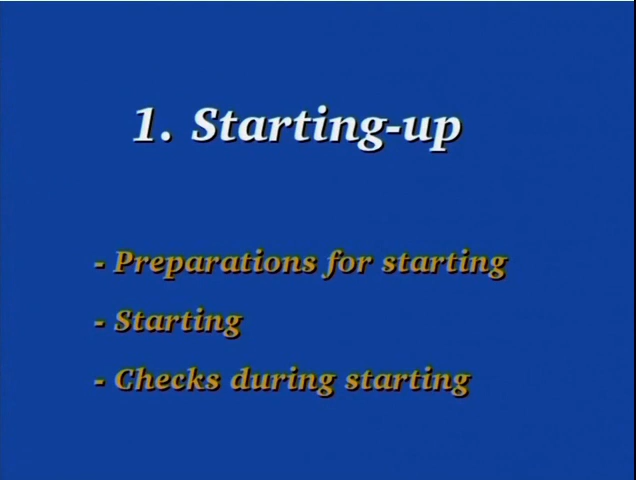 1. Starting-up
- Preparations for starting
- Starting
- Checks during starting